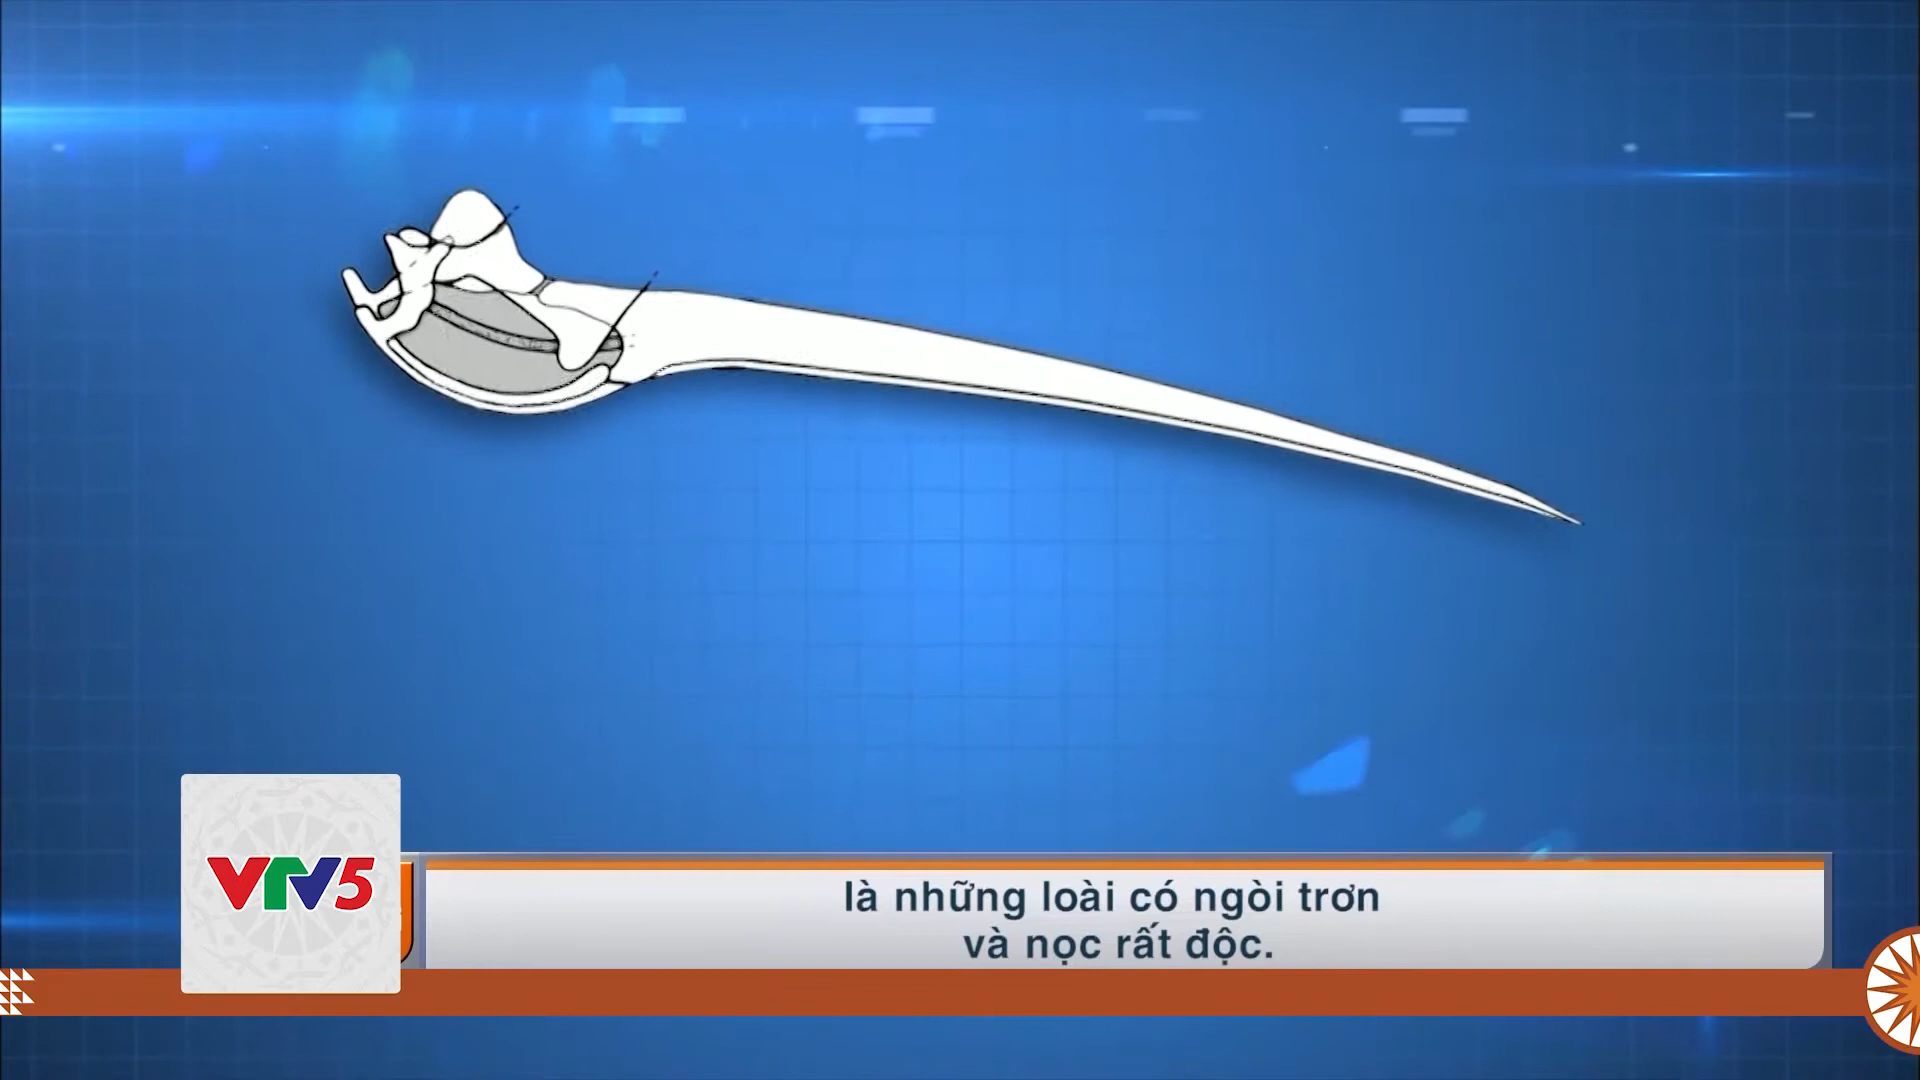 VTV5
là những loài có ngòi trơn
và nọc rất độc.